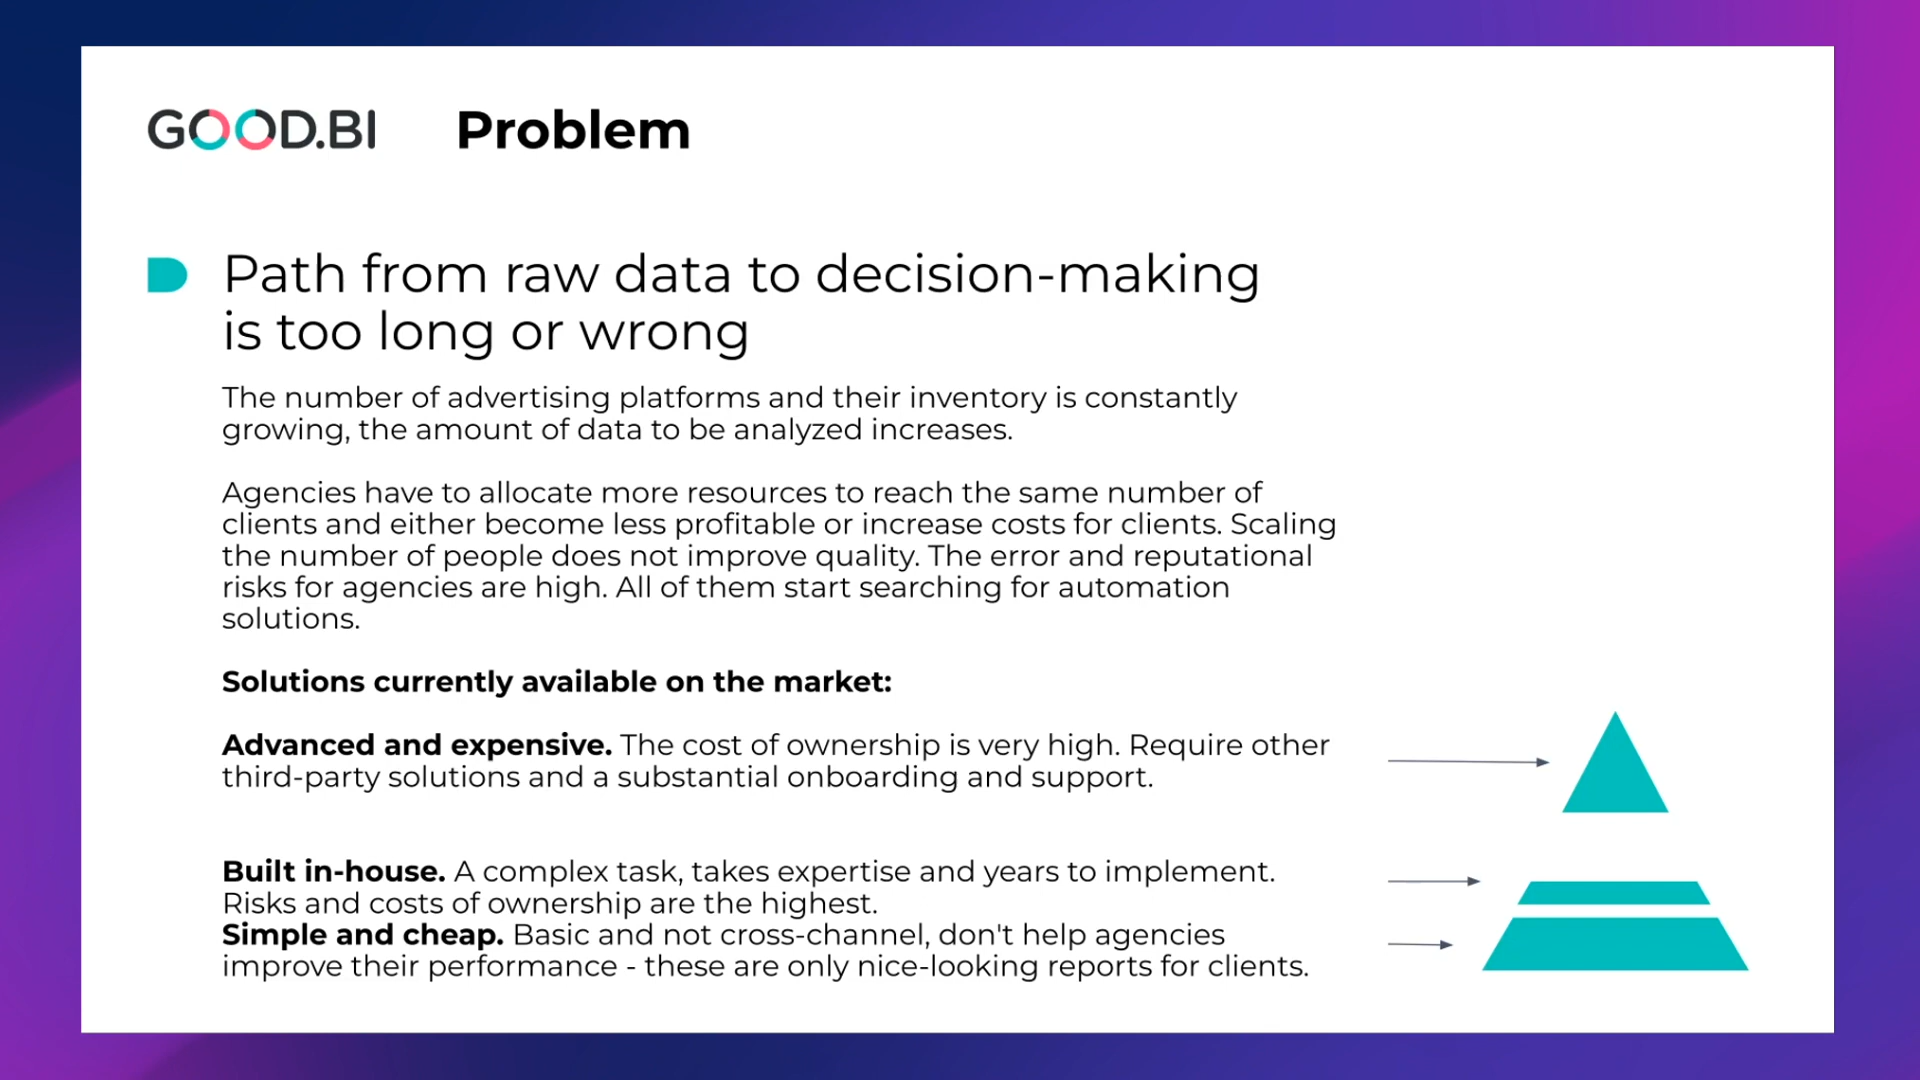 GOOD.BI
Problem
Path from raw data to decision-making
is too long or wrong
The number of advertising platforms and their inventory is constantly
growing, the amount of data to be analyzed increases.
Agencies have to allocate more resources to reach the same number of
clients and either become less profitable or increase costs for clients. Scaling
the number of people does not improve quality. The error and reputational
risks for agencies are high. All of them start searching for automation
solutions.
Solutions currently available on the market:
Advanced and expensive. The cost of ownership is very high. Require other
third-party solutions and a substantial onboarding and support.
Built in-house. A complex task, takes expertise and years to implement.
Risks and costs of ownership are the highest.
Simple and cheap. Basic and not cross-channel, don't help agencies
improve their performance - these are only nice-looking reports for clients.